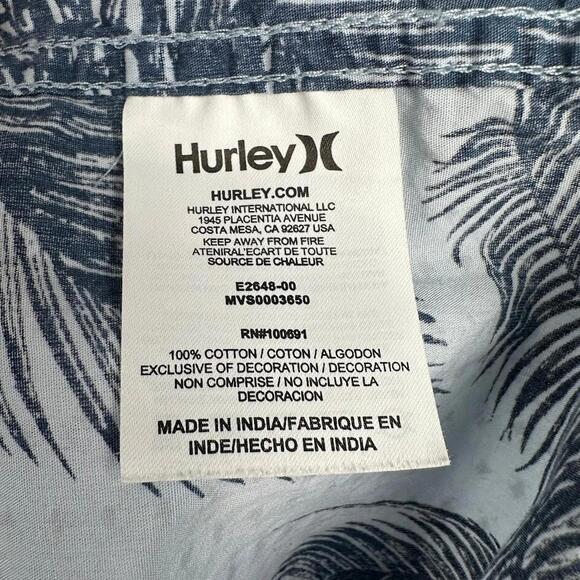 Hurley
HURLEY.COM
HURLEY INTERNATIONAL LLC
1945 PLACENTIA AVENUE
COSTA MESA, CA 92627 USA
KEEP AWAY FROM FIRE
ATENIRAL'ECART DE TOUTE
SOURCE DE CHALEUR
E2648-00
MVS0003650
RN#100691
100% COTTON / COTON / ALGODON
EXCLUSIVE OF DECORATION / DECORATION
NON COMPRISE / NO INCLUYE LA
DECORACION
MADE IN INDIA/FABRIQUE EN
INDE/HECHO EN INDIA